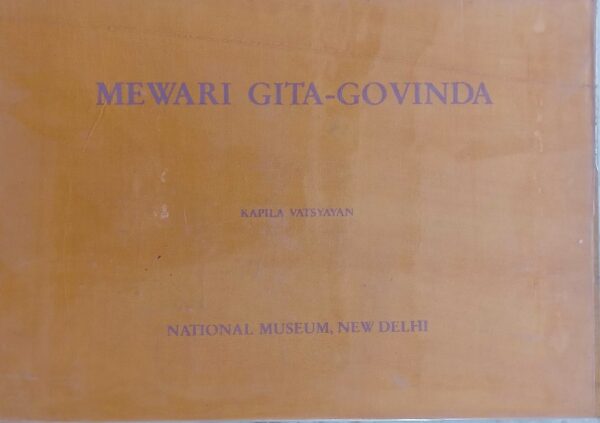 MEWARI GITA-GOVINDA
KAPILA VATSYAYAN
NATIONAL MUSEUM, NEW DELHI